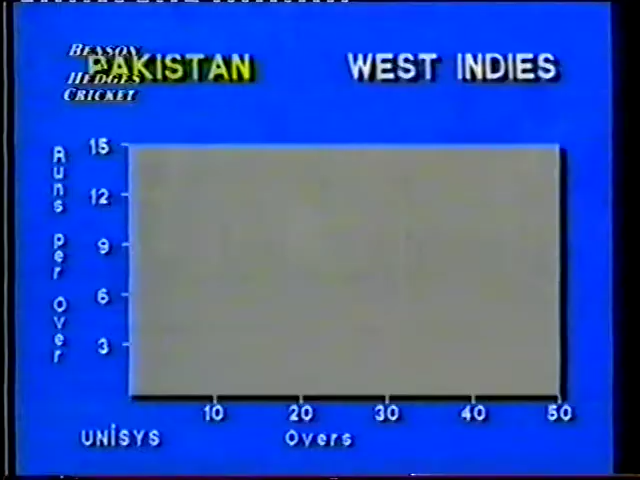 BENSON
PAKISTAN WEST INDIES
HEDGES
CRICKET
15
12
9
6
3
Runs per Over
10 20 30 40 50
UNiSYS Overs